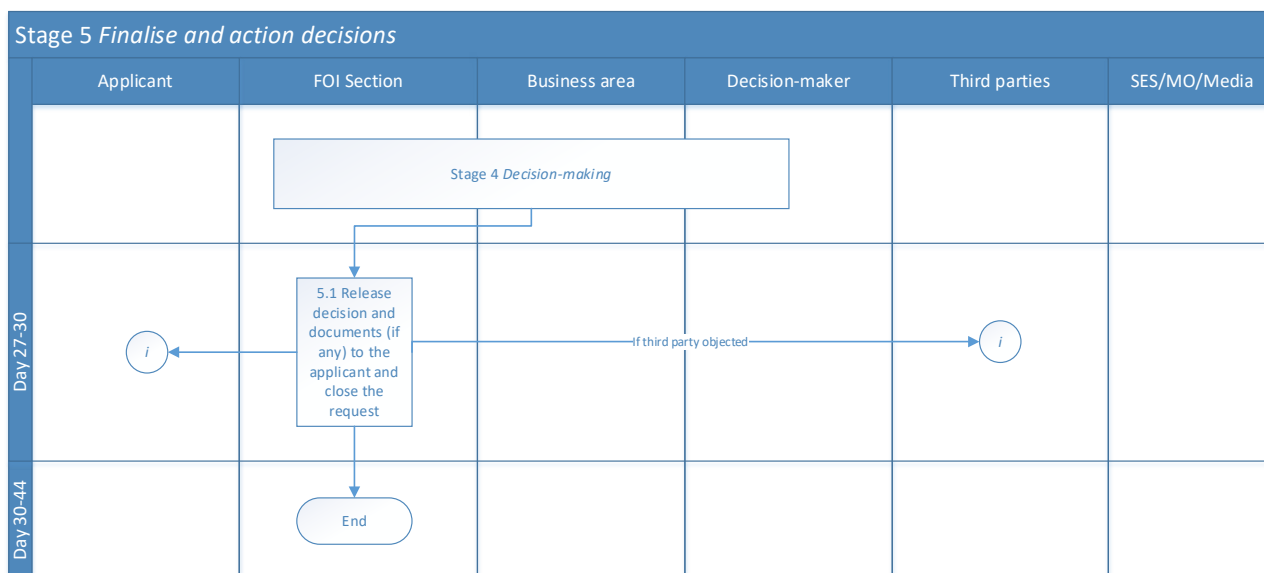 Stage 5 Finalise and action decisions
Applicant
FOI Section
Business area
Decision-maker
Third parties
SES/MO/Media
Stage 4 Decision-making
Day 27-30
5.1 Release
decision and
documents (if
any) to the
applicant and
close the
request
i
If third party objected
i
Day 30-44
End